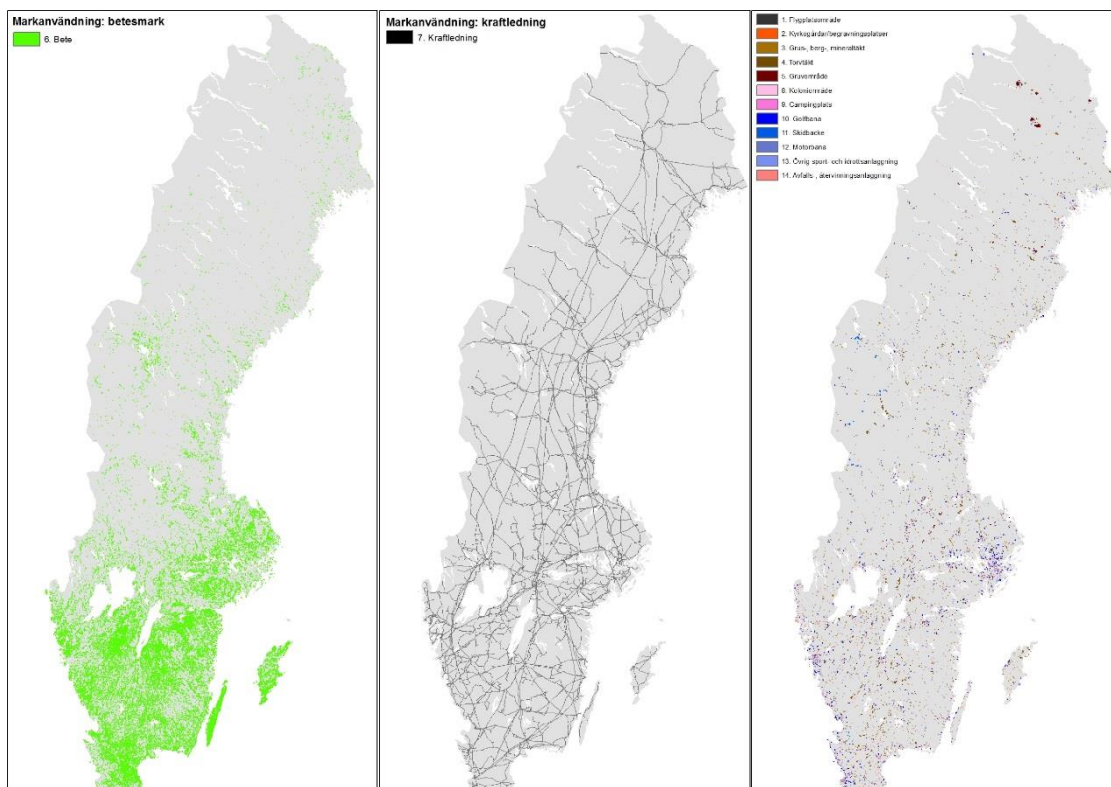 Markanvändning: betesmark
6. Bete
Markanvändning: kraftledning
7. Kraftledning
1. Flygplatsområde
2. Kyrkogårdar/begravningsplatser
3. Grus-, berg-, mineraltäkt
4. Torvtäkt
5. Gruvområde
8. Koloniområde
9. Campingplats
10. Golfbana
11. Skidbacke
12. Motorbana
13. Övrig sport- och idrottsanläggning
14. Avfalls-, återvinningsanläggning